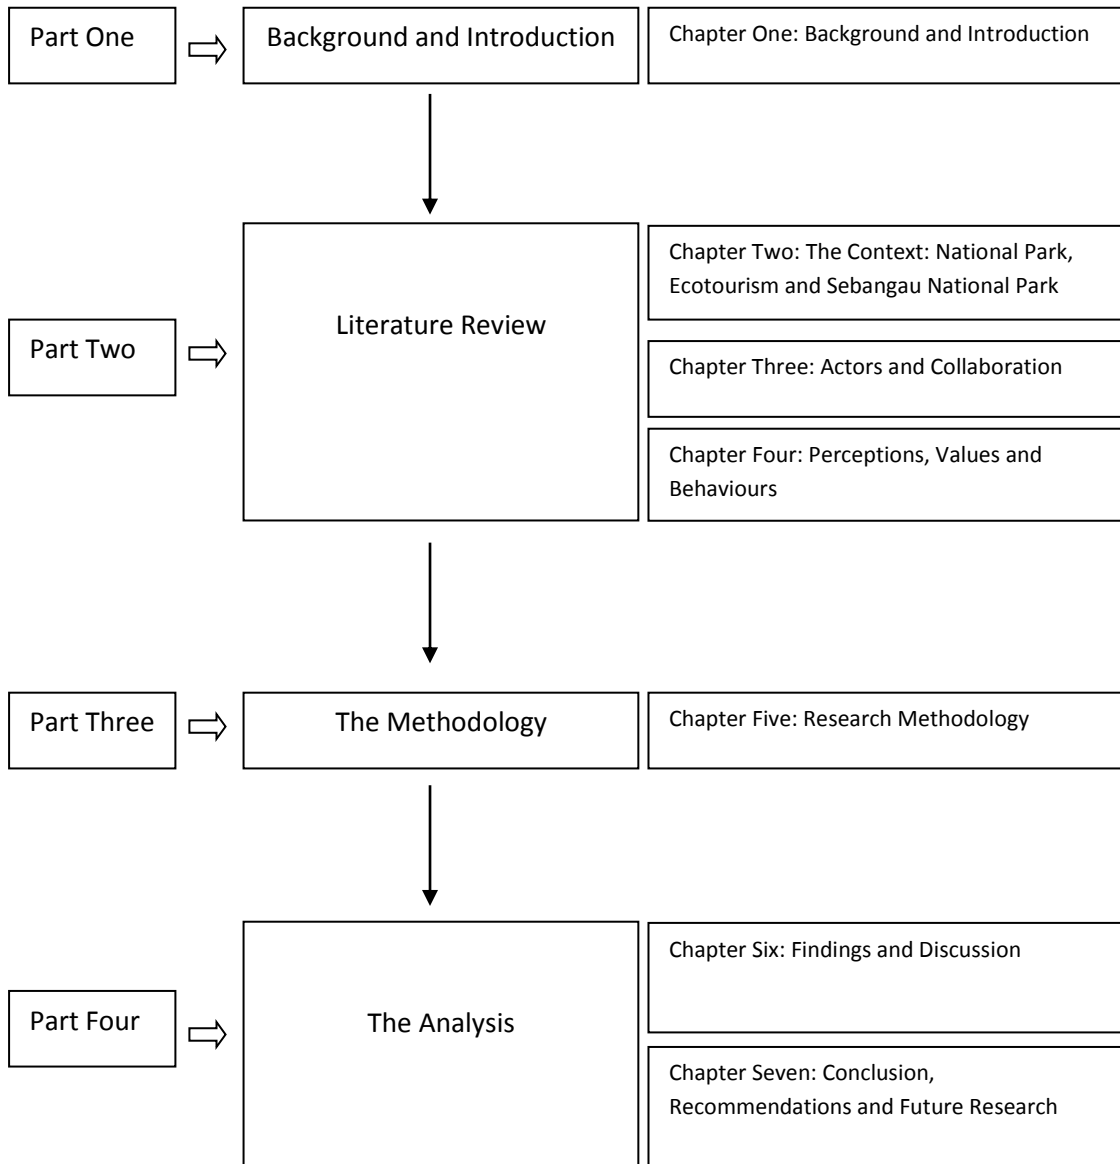 Part One
Background and Introduction
Chapter One: Background and Introduction
Part Two
Literature Review
Chapter Two: The Context: National Park,
Ecotourism and Sebangau National Park
Chapter Three: Actors and Collaboration
Chapter Four: Perceptions, Values and
Behaviours
Part Three
The Methodology
Chapter Five: Research Methodology
Part Four
The Analysis
Chapter Six: Findings and Discussion
Chapter Seven: Conclusion,
Recommendations and Future Research